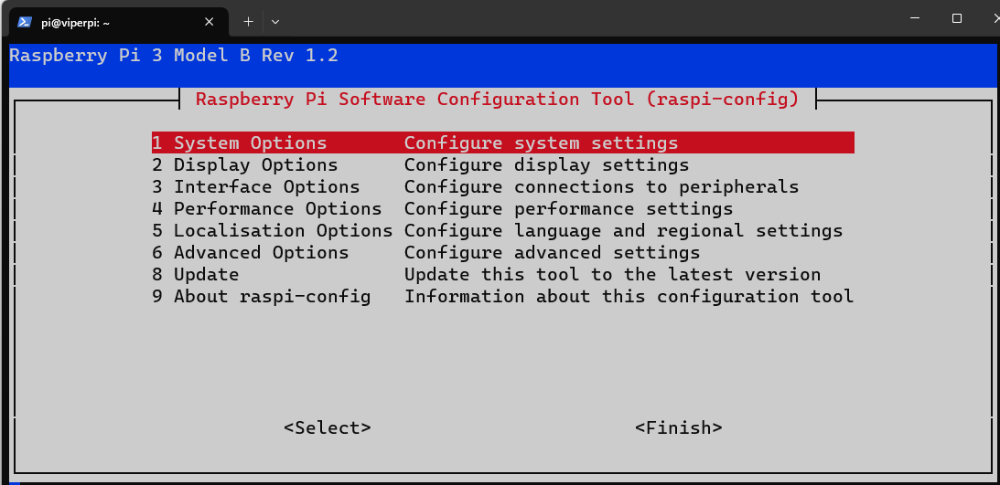 pi@viperpi: ~
Raspberry Pi 3 Model B Rev 1.2
Raspberry Pi Software Configuration Tool (raspi-config)
1 System Options       Configure system settings
2 Display Options      Configure display settings
3 Interface Options    Configure connections to peripherals
4 Performance Options  Configure performance settings
5 Localisation Options Configure language and regional settings
6 Advanced Options     Configure advanced settings
8 Update               Update this tool to the latest version
9 About raspi-config   Information about this configuration tool
<Select>                        <Finish>